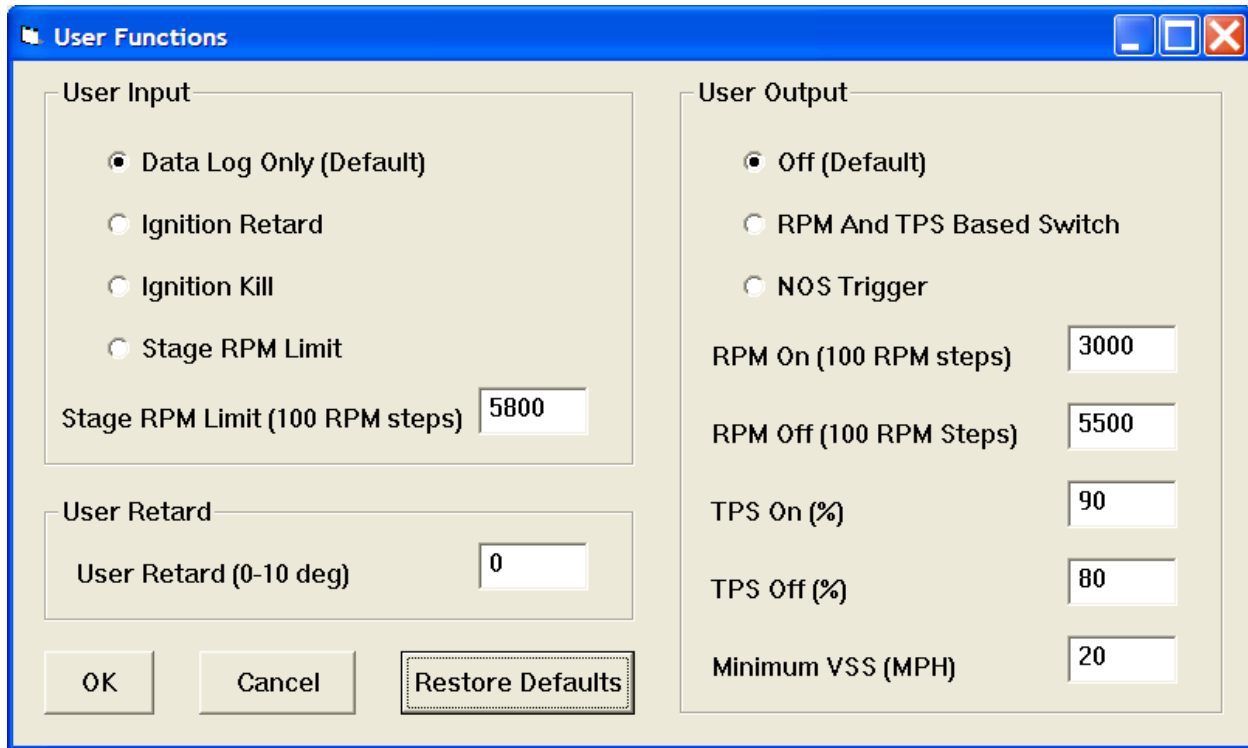 User Functions
User Input
Data Log Only (Default)
Ignition Retard
Ignition Kill
Stage RPM Limit
Stage RPM Limit (100 RPM steps) 5800
User Retard
User Retard (0-10 deg) 0
OK Cancel Restore Defaults
User Output
Off (Default)
RPM And TPS Based Switch
NOS Trigger
RPM On (100 RPM steps) 3000
RPM Off (100 RPM Steps) 5500
TPS On (%) 90
TPS Off (%) 80
Minimum VSS (MPH) 20